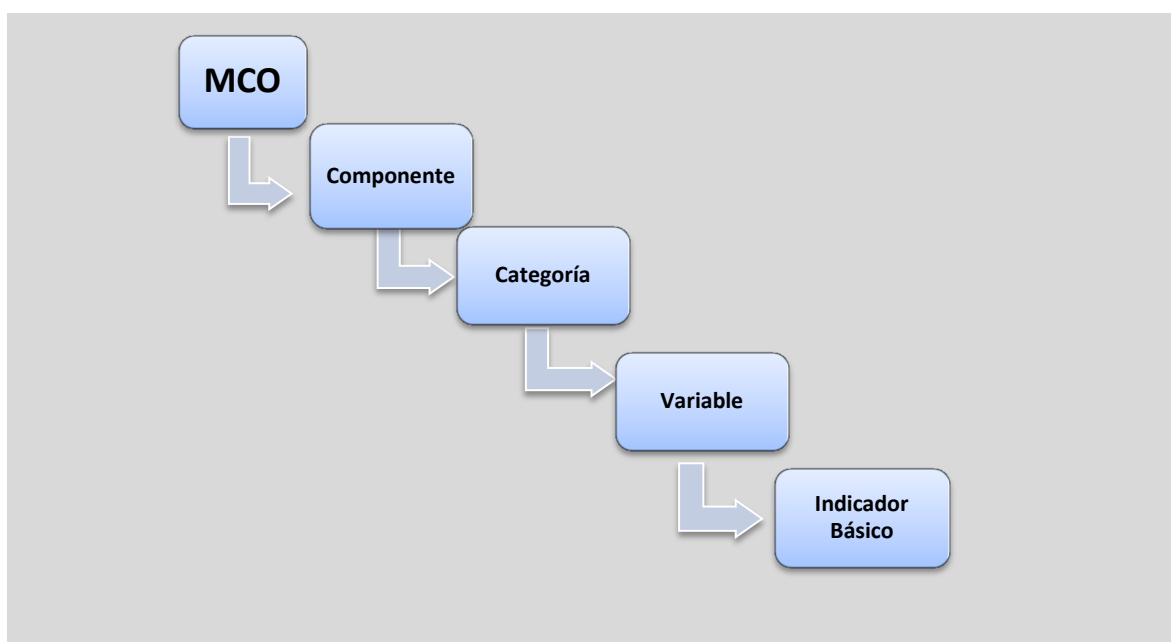 MCO
Componente
Categoría
Variable
Indicador
Básico